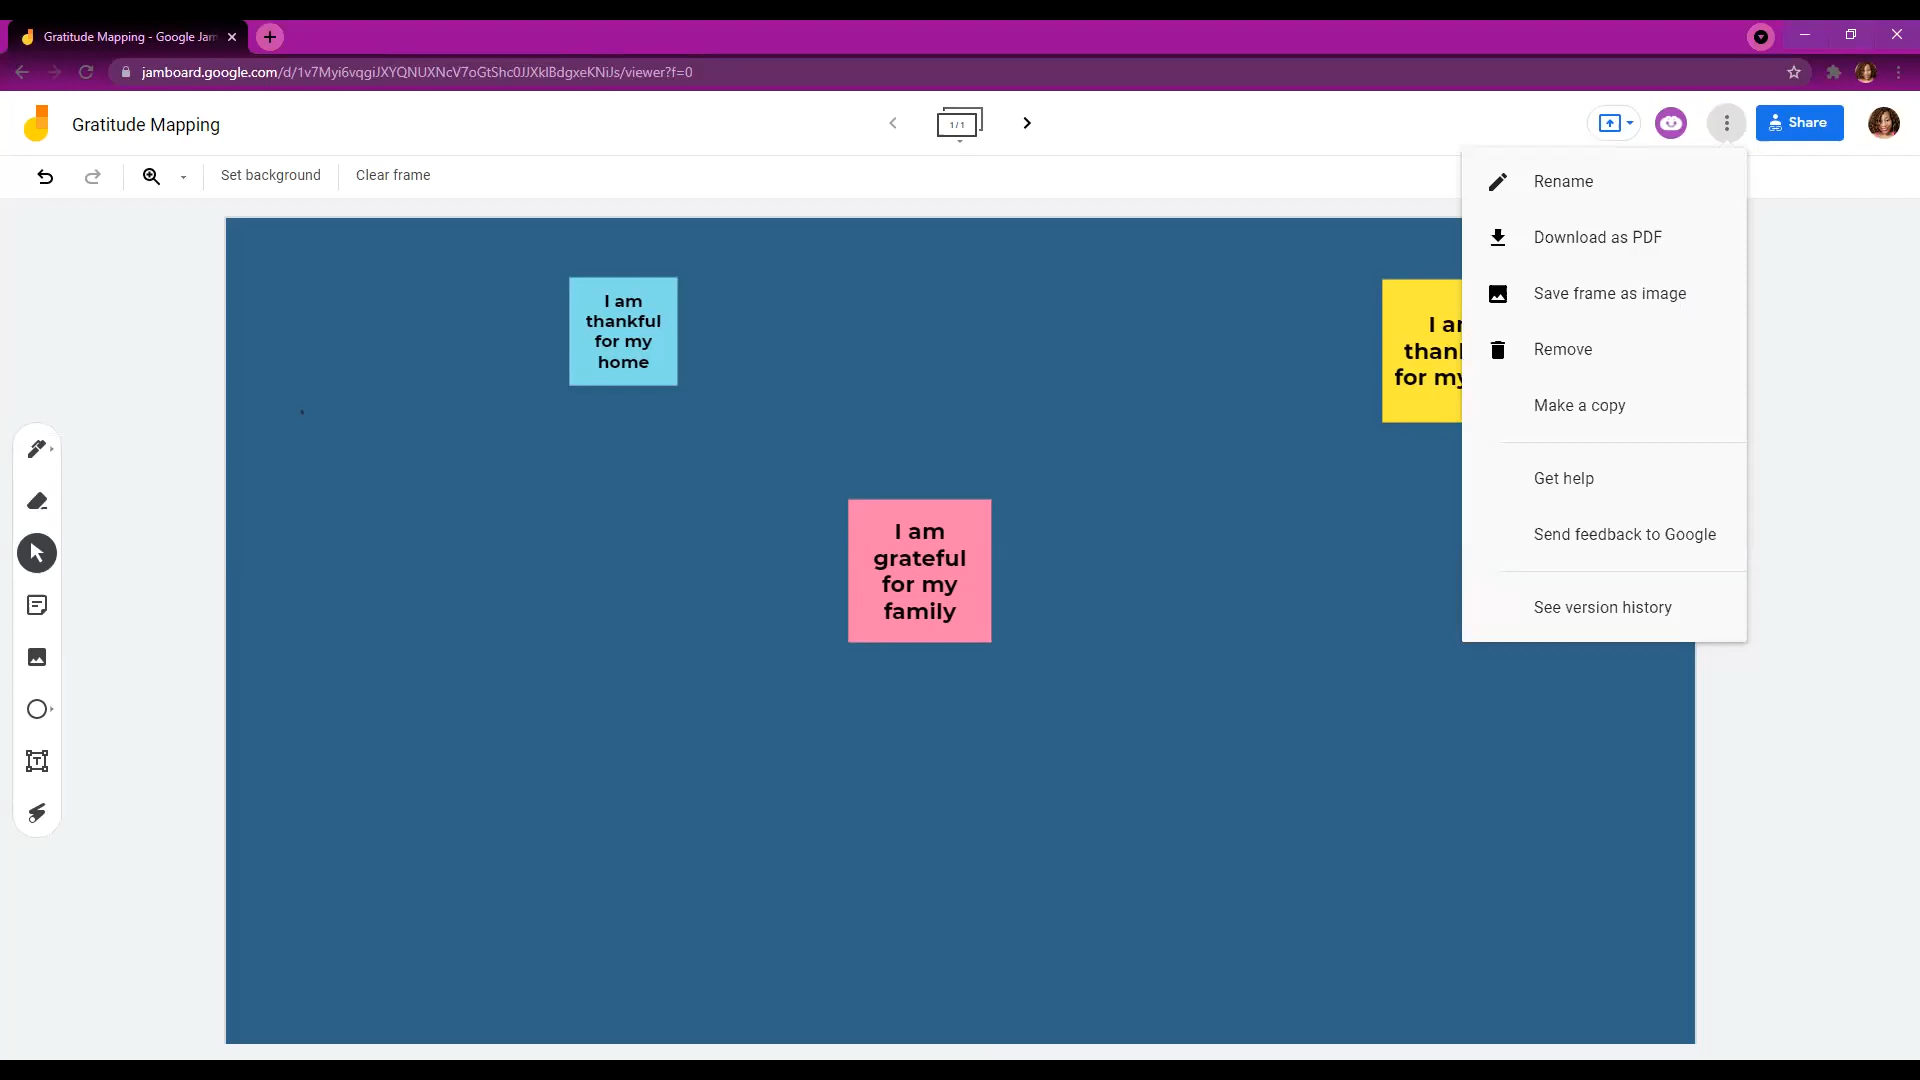 Gratitude Mapping - Google Jam
jamboard.google.com/d/1v7Myi6vqgiJXYQNUXNcV7oGtShc0JJXklBdgxeKNiJs/viewer?f=0
Gratitude Mapping
1 / 1
Share
Set background
Clear frame
Rename
Download as PDF
Save frame as image
Remove
Make a copy
Get help
Send feedback to Google
See version history
I am
thankful
for my
home
I am
grateful
for my
family
I
for